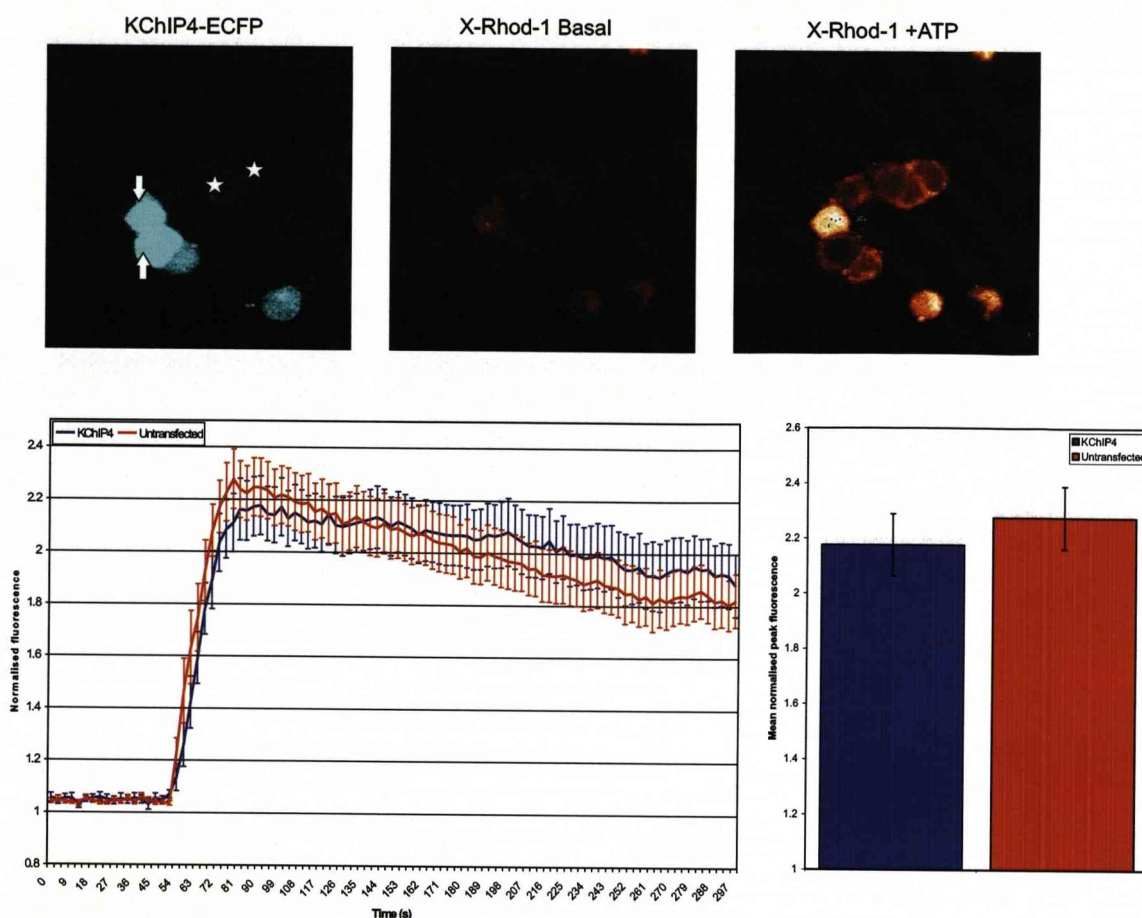 KChIP4-ECFP
X-Rhod-1 Basal
X-Rhod-1 +ATP
Normalised fluorescence
KChIP4
Untransfected
2.4
2.2
2
1.8
1.6
1.4
1.2
1
0.8
0 9 18 27 36 45 54 63 72 81 90 99 108 117 126 135 144 153 162 171 180 189 198 207 216 225 234 243 252 261 270 279 288 297
Time (s)
Mean normalised peak fluorescence
KChIP4
Untransfected
2.6
2.4
2.2
2
1.8
1.6
1.4
1.2
1